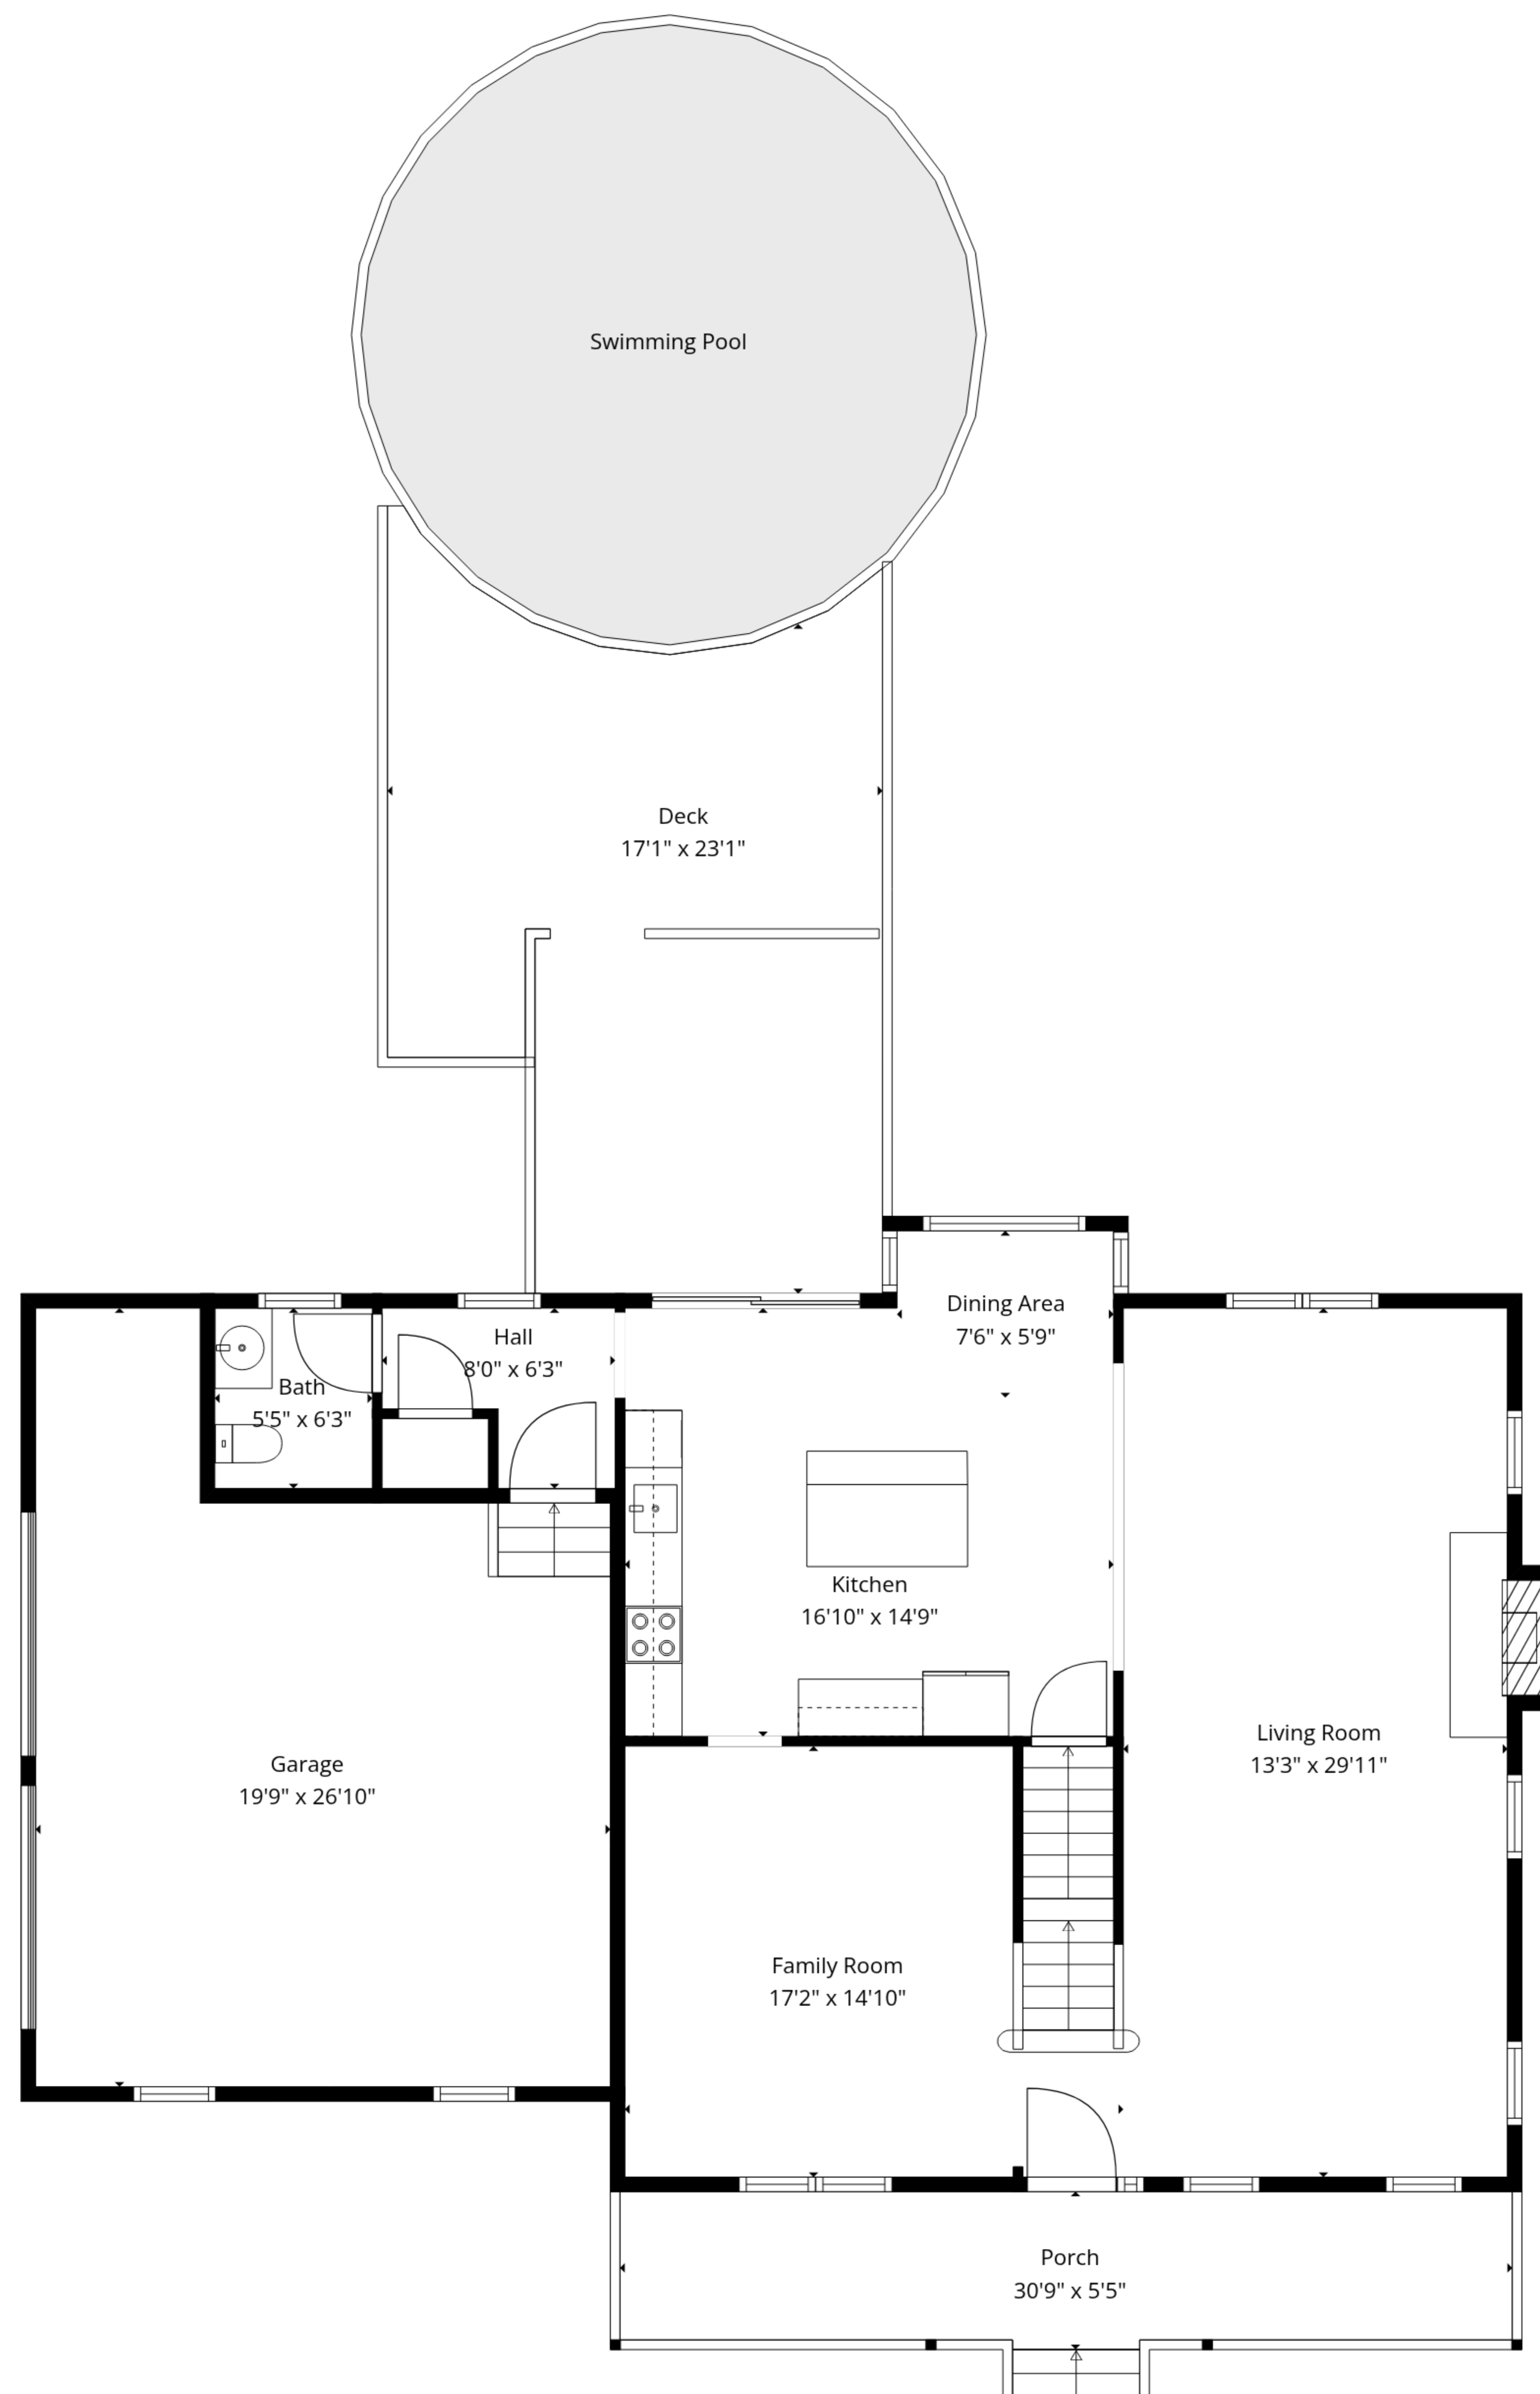 Swimming Pool
Deck
17'1" x 23'1"
Dining Area
7'6" x 5'9"
Hall
8'0" x 6'3"
Bath
5'5" x 6'3"
Kitchen
16'10" x 14'9"
Living Room
13'3" x 29'11"
Garage
19'9" x 26'10"
Family Room
17'2" x 14'10"
Porch
30'9" x 5'5"